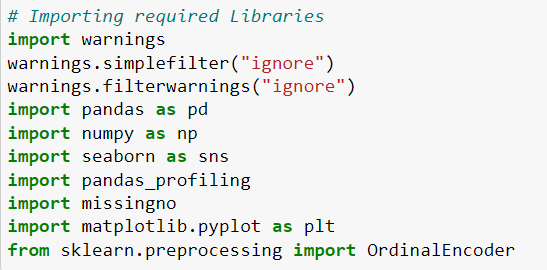 # Importing required Libraries
import warnings
warnings.simplefilter("ignore")
warnings.filterwarnings("ignore")
import pandas as pd
import numpy as np
import seaborn as sns
import pandas_profiling
import missingno
import matplotlib.pyplot as plt
from sklearn.preprocessing import OrdinalEncoder